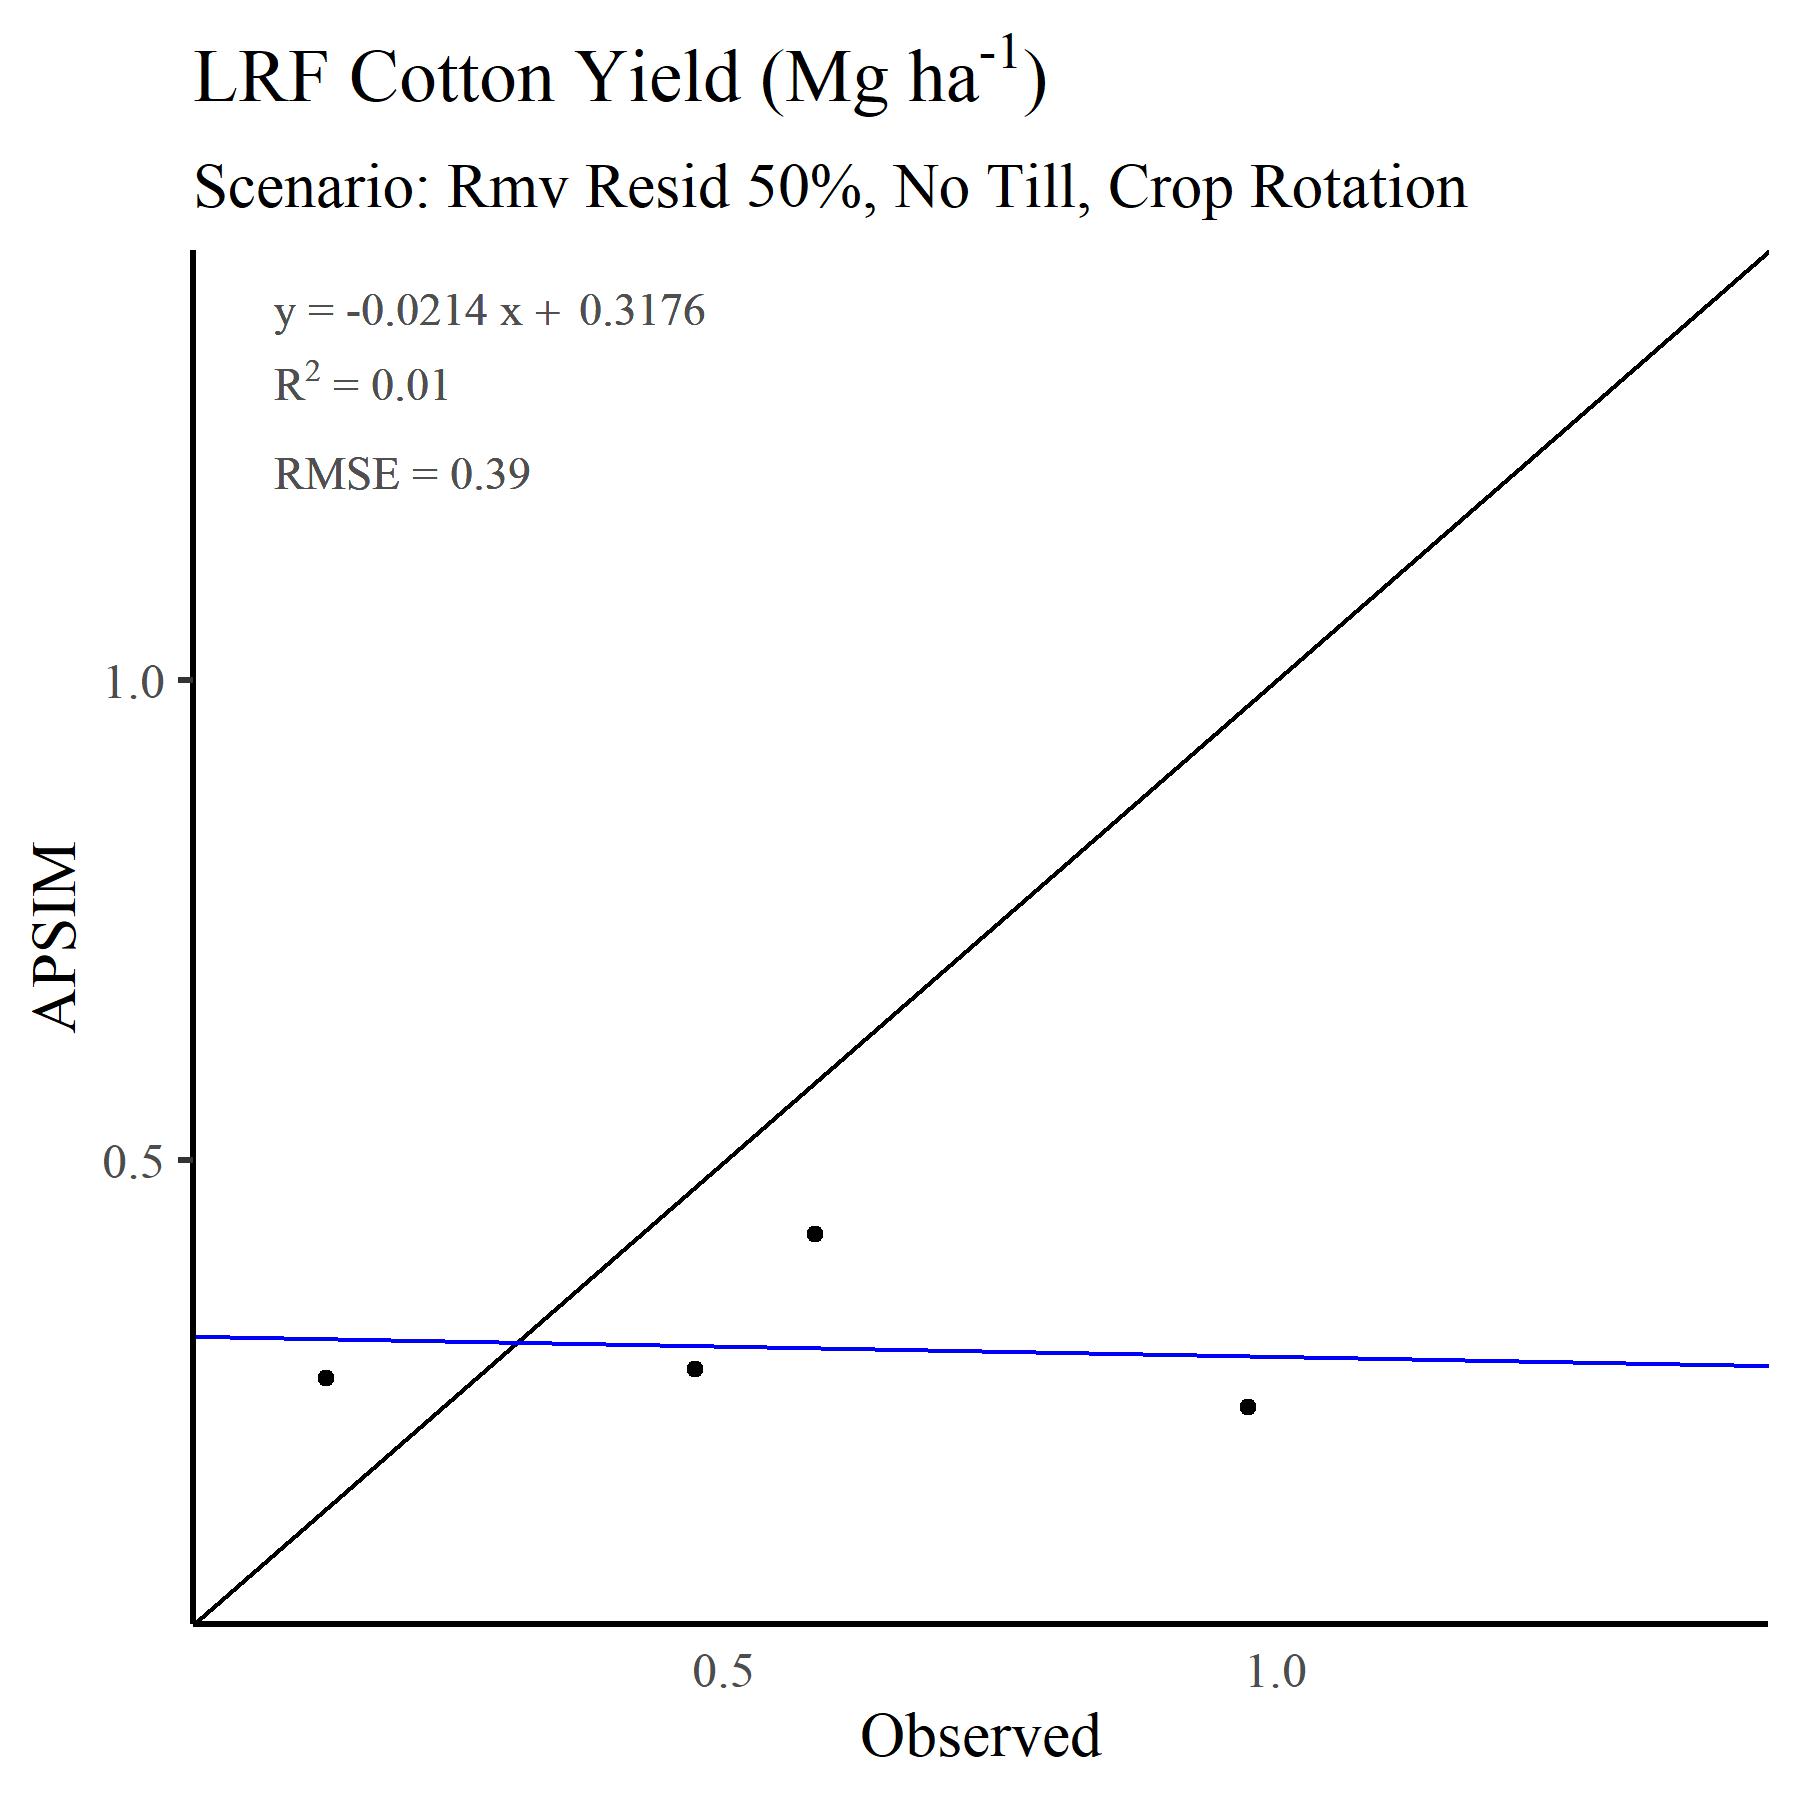 LRF Cotton Yield (Mg ha⁻¹)
Scenario: Rmv Resid 50%, No Till, Crop Rotation
y = -0.0214 x + 0.3176
R² = 0.01
RMSE = 0.39
1.0
0.5
APSIM
0.5 1.0
Observed